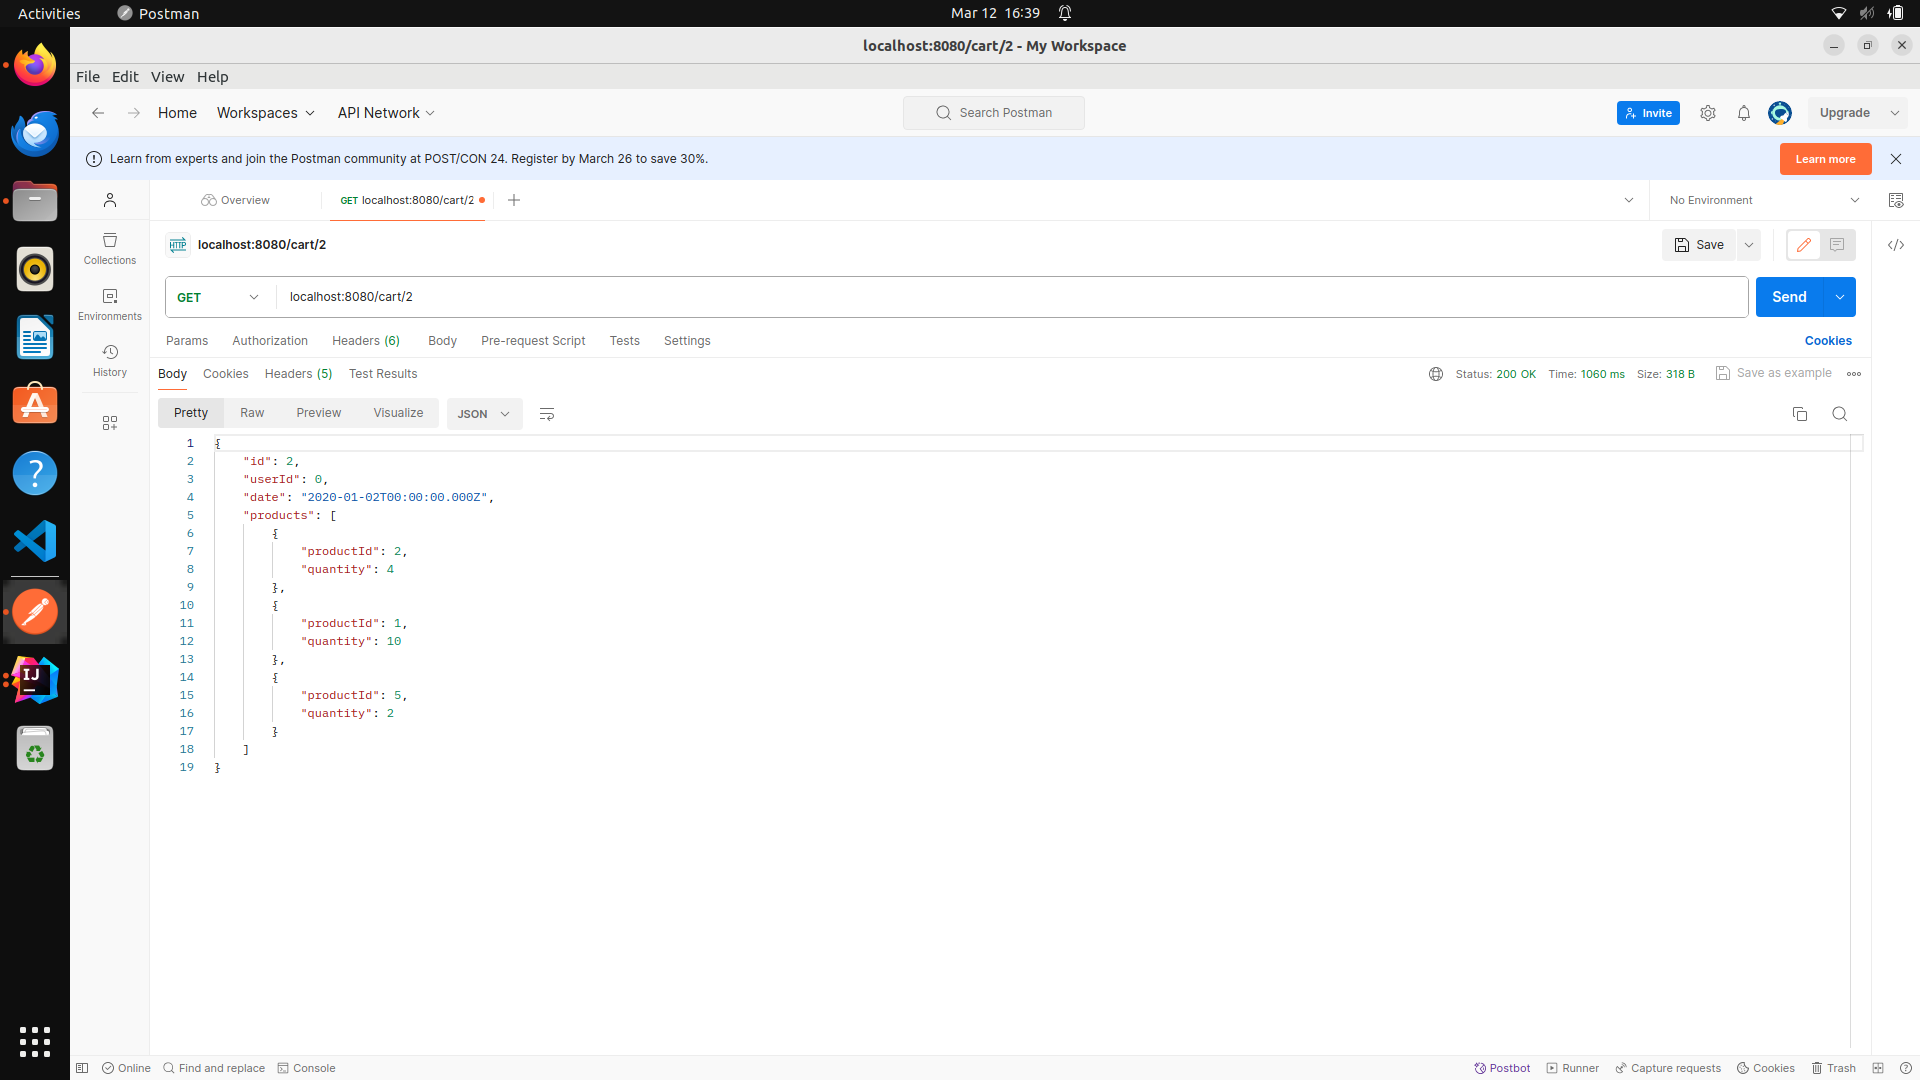 Activities Postman Mar 12 16:39
localhost:8080/cart/2 - My Workspace
File Edit View Help
Home Workspaces API Network Search Postman Invite Upgrade
Learn from experts and join the Postman community at POST/CON 24. Register by March 26 to save 30%. Learn more
Overview GET localhost:8080/cart/2 No Environment
HTTP localhost:8080/cart/2 Save
Collections
Environments
History
GET localhost:8080/cart/2 Send
Params Authorization Headers (6) Body Pre-request Script Tests Settings Cookies
Body Cookies Headers (5) Test Results Status: 200 OK Time: 1060 ms Size: 318 B Save as example
Pretty Raw Preview Visualize JSON
1 {
2 "id": 2,
3 "userId": 0,
4 "date": "2020-01-02T00:00:00.000Z",
5 "products": [
6 {
7 "productId": 2,
8 "quantity": 4
9 },
10 {
11 "productId": 1,
12 "quantity": 10
13 },
14 {
15 "productId": 5,
16 "quantity": 2
17 }
18 ]
19 }
IJ
Online Find and replace Console Postbot Runner Capture requests Cookies Trash